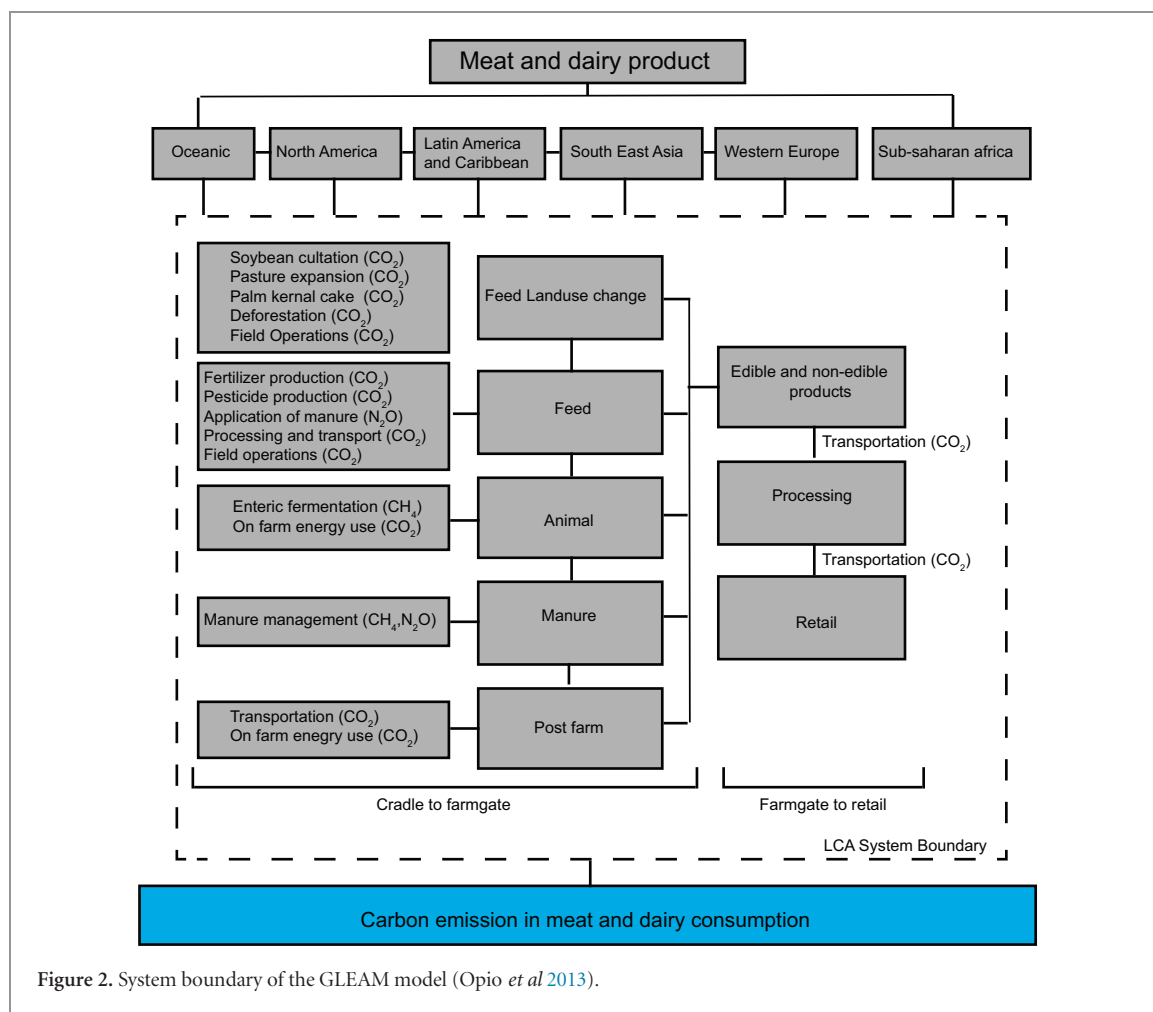 Meat and dairy product
Oceanic
North America
Latin America
and Caribbean
South East Asia
Western Europe
Sub-saharan africa
Soybean cultation (CO₂)
Pasture expansion (CO₂)
Palm kernal cake (CO₂)
Deforestation (CO₂)
Field Operations (CO₂)
Feed Landuse change
Fertilizer production (CO₂)
Pesticide production (CO₂)
Application of manure (N₂O)
Processing and transport (CO₂)
Field operations (CO₂)
Feed
Enteric fermentation (CH₄)
On farm energy use (CO₂)
Animal
Manure management (CH₄,N₂O)
Manure
Transportation (CO₂)
On farm enegry use (CO₂)
Post farm
Edible and non-edible
products
Transportation (CO₂)
Processing
Transportation (CO₂)
Retail
Cradle to farmgate
Farmgate to retail
LCA System Boundary
Carbon emission in meat and dairy consumption
Figure 2. System boundary of the GLEAM model (Opio et al 2013).